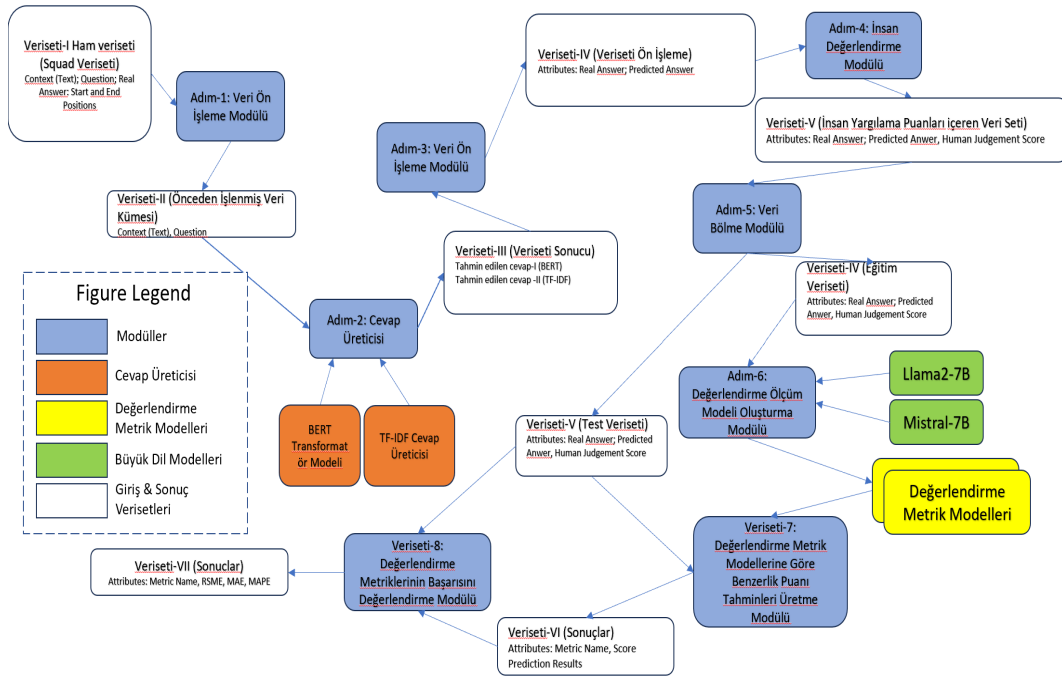 Veriseti-I Ham veriseti
(Squad Veriseti)
Context (Text); Question; Real
Answer: Start and End
Positions
Adım-1: Veri Ön
İşleme Modülü
Veriseti-II (Önceden İşlenmiş Veri
Kümesi)
Context (Text), Question
Adım-2: Cevap
Üreticisi
BERT
Transformat
ör Modeli
TF-IDF Cevap
Üreticisi
Veriseti-III (Veriseti Sonucu)
Tahmin edilen cevap-I (BERT)
Tahmin edilen cevap -II (TF-IDF)
Adım-3: Veri Ön
İşleme Modülü
Veriseti-IV (Veriseti Ön İşleme)
Attributes: Real Answer; Predicted Answer
Adım-4: İnsan
Değerlendirme
Modülü
Veriseti-V (İnsan Yargılama Puanları içeren Veri Seti)
Attributes: Real Answer; Predicted Anwer, Human Judgement Score
Adım-5: Veri
Bölme Modülü
Veriseti-IV (Eğitim
Veriseti)
Attributes: Real Answer; Predicted
Anwer, Human Judgement Score
Adım-6:
Değerlendirme Ölçüm
Modeli Oluşturma
Modülü
Llama2-7B
Mistral-7B
Değerlendirme
Metrik Modelleri
Veriseti-V (Test Veriseti)
Attributes: Real Answer; Predicted
Anwer, Human Judgement Score
Veriseti-7:
Değerlendirme Metrik
Modellerine Göre
Benzerlik Puanı
Tahminleri Üretme
Modülü
Veriseti-VI (Sonuçlar)
Attributes: Metric Name, Score
Prediction Results
Veriseti-8:
Değerlendirme
Metriklerinin Başarısını
Değerlendirme Modülü
Veriseti-VII (Sonuclar)
Attributes: Metric Name, RSME, MAE, MAPE
Figure Legend
Modüller
Cevap Üreticisi
Değerlendirme
Metrik Modelleri
Büyük Dil Modelleri
Giriş & Sonuç
Verisetleri